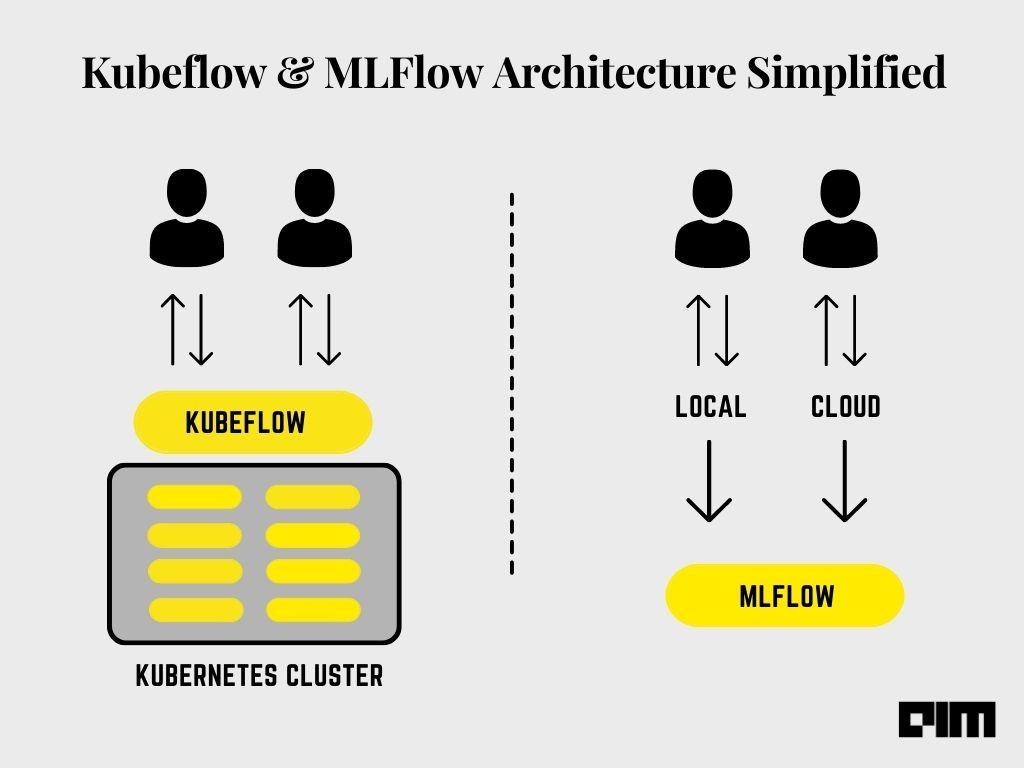 Kubeflow & MLFlow Architecture Simplified
KUBEFLOW
KUBERNETES CLUSTER
LOCAL
CLOUD
MLFLOW
AIM